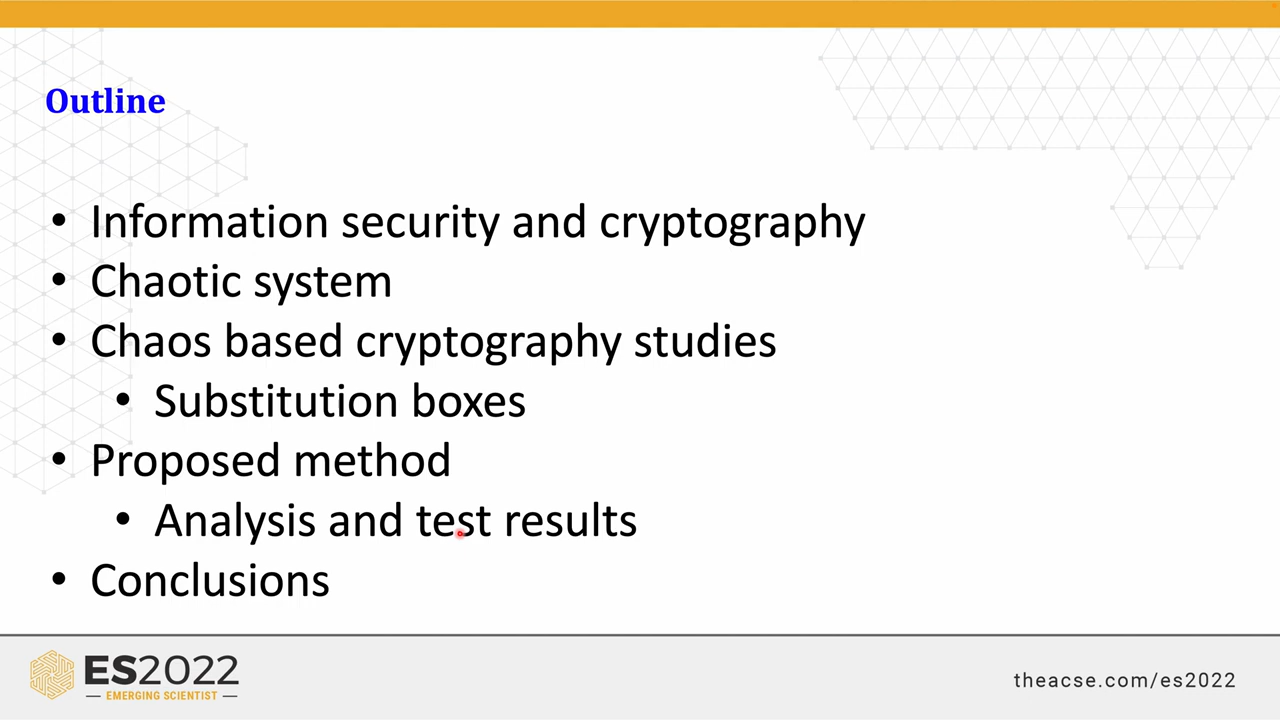 Outline
• Information security and cryptography
• Chaotic system
• Chaos based cryptography studies
• Substitution boxes
• Proposed method
• Analysis and test results
• Conclusions
ES2022
EMERGING SCIENTIST
theacse.com/es2022